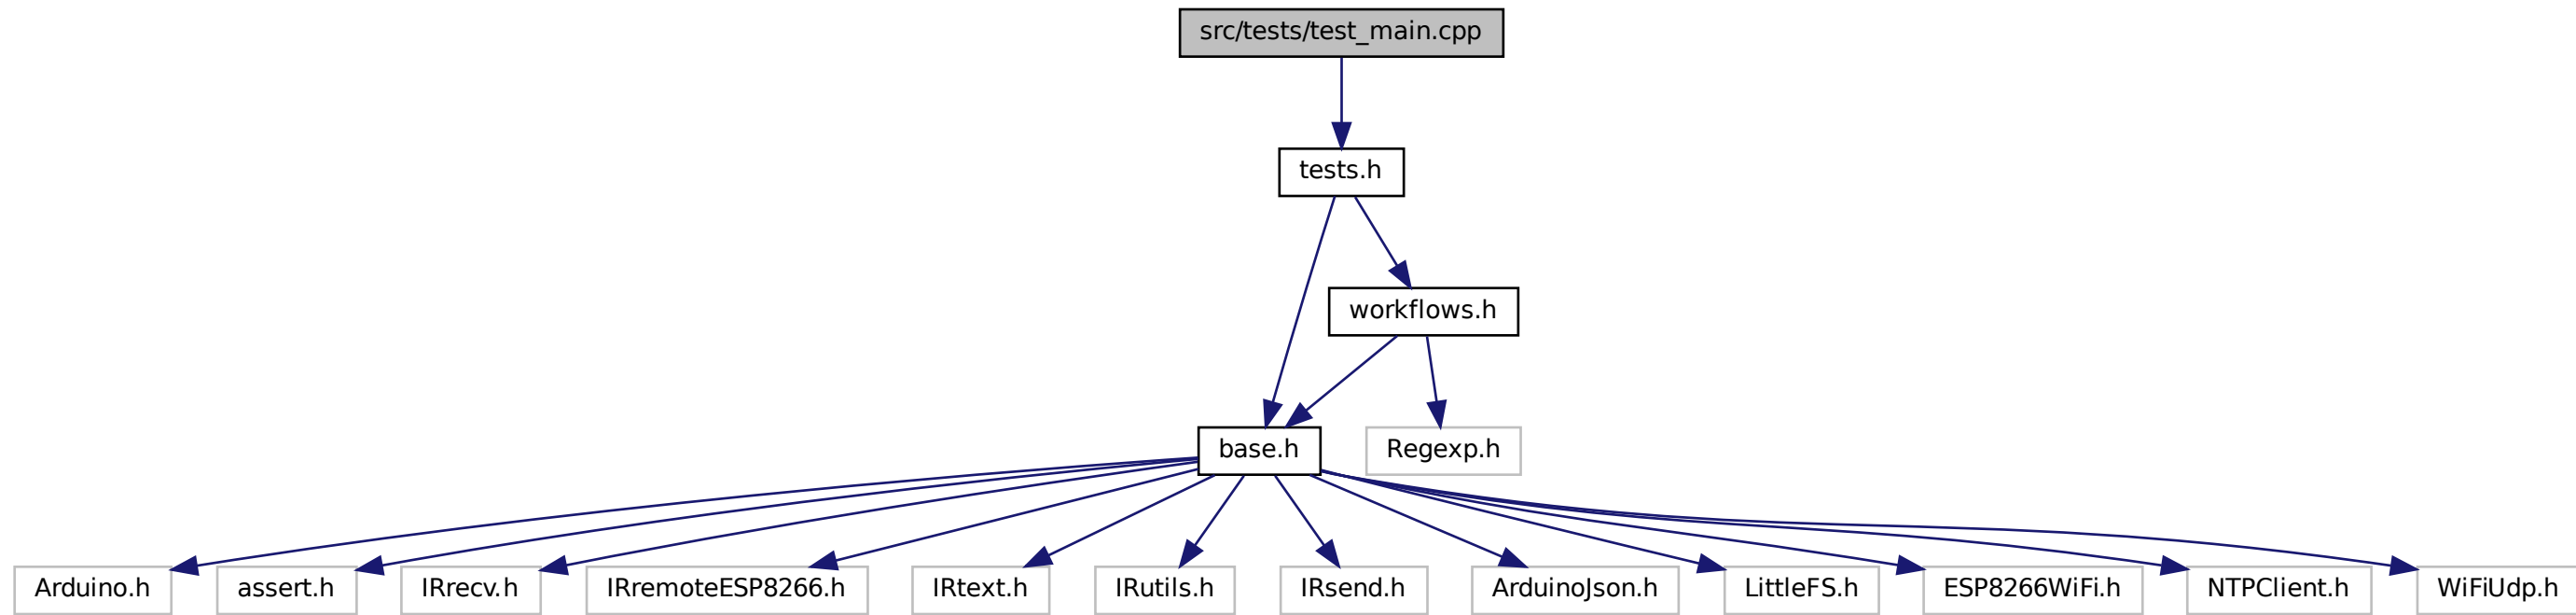 src/tests/test_main.cpp
tests.h
workflows.h
base.h
Regexp.h
Arduino.h
assert.h
IRrecv.h
IRremoteESP8266.h
IRtext.h
IRutils.h
IRsend.h
ArduinoJson.h
LittleFS.h
ESP8266WiFi.h
NTPClient.h
WiFiUdp.h